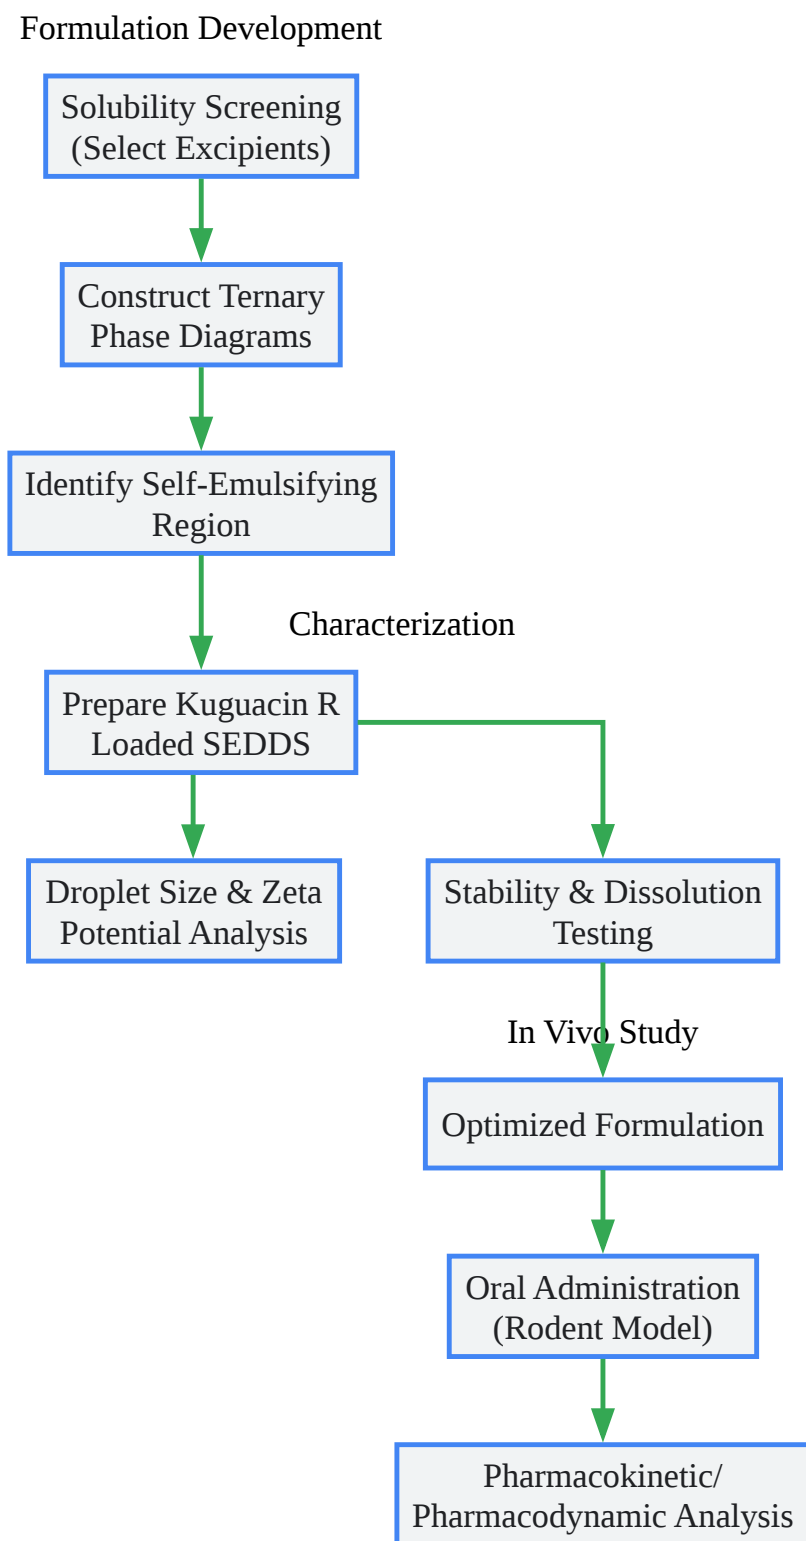 Formulation Development
Solubility Screening
(Select Excipients)
Construct Ternary
Phase Diagrams
Identify Self-Emulsifying
Region
Characterization
Prepare Kuguacin R
Loaded SEDDS
Droplet Size & Zeta
Potential Analysis
Stability & Dissolution
Testing
In Vivo Study
Optimized Formulation
Oral Administration
(Rodent Model)
Pharmacokinetic/
Pharmacodynamic Analysis